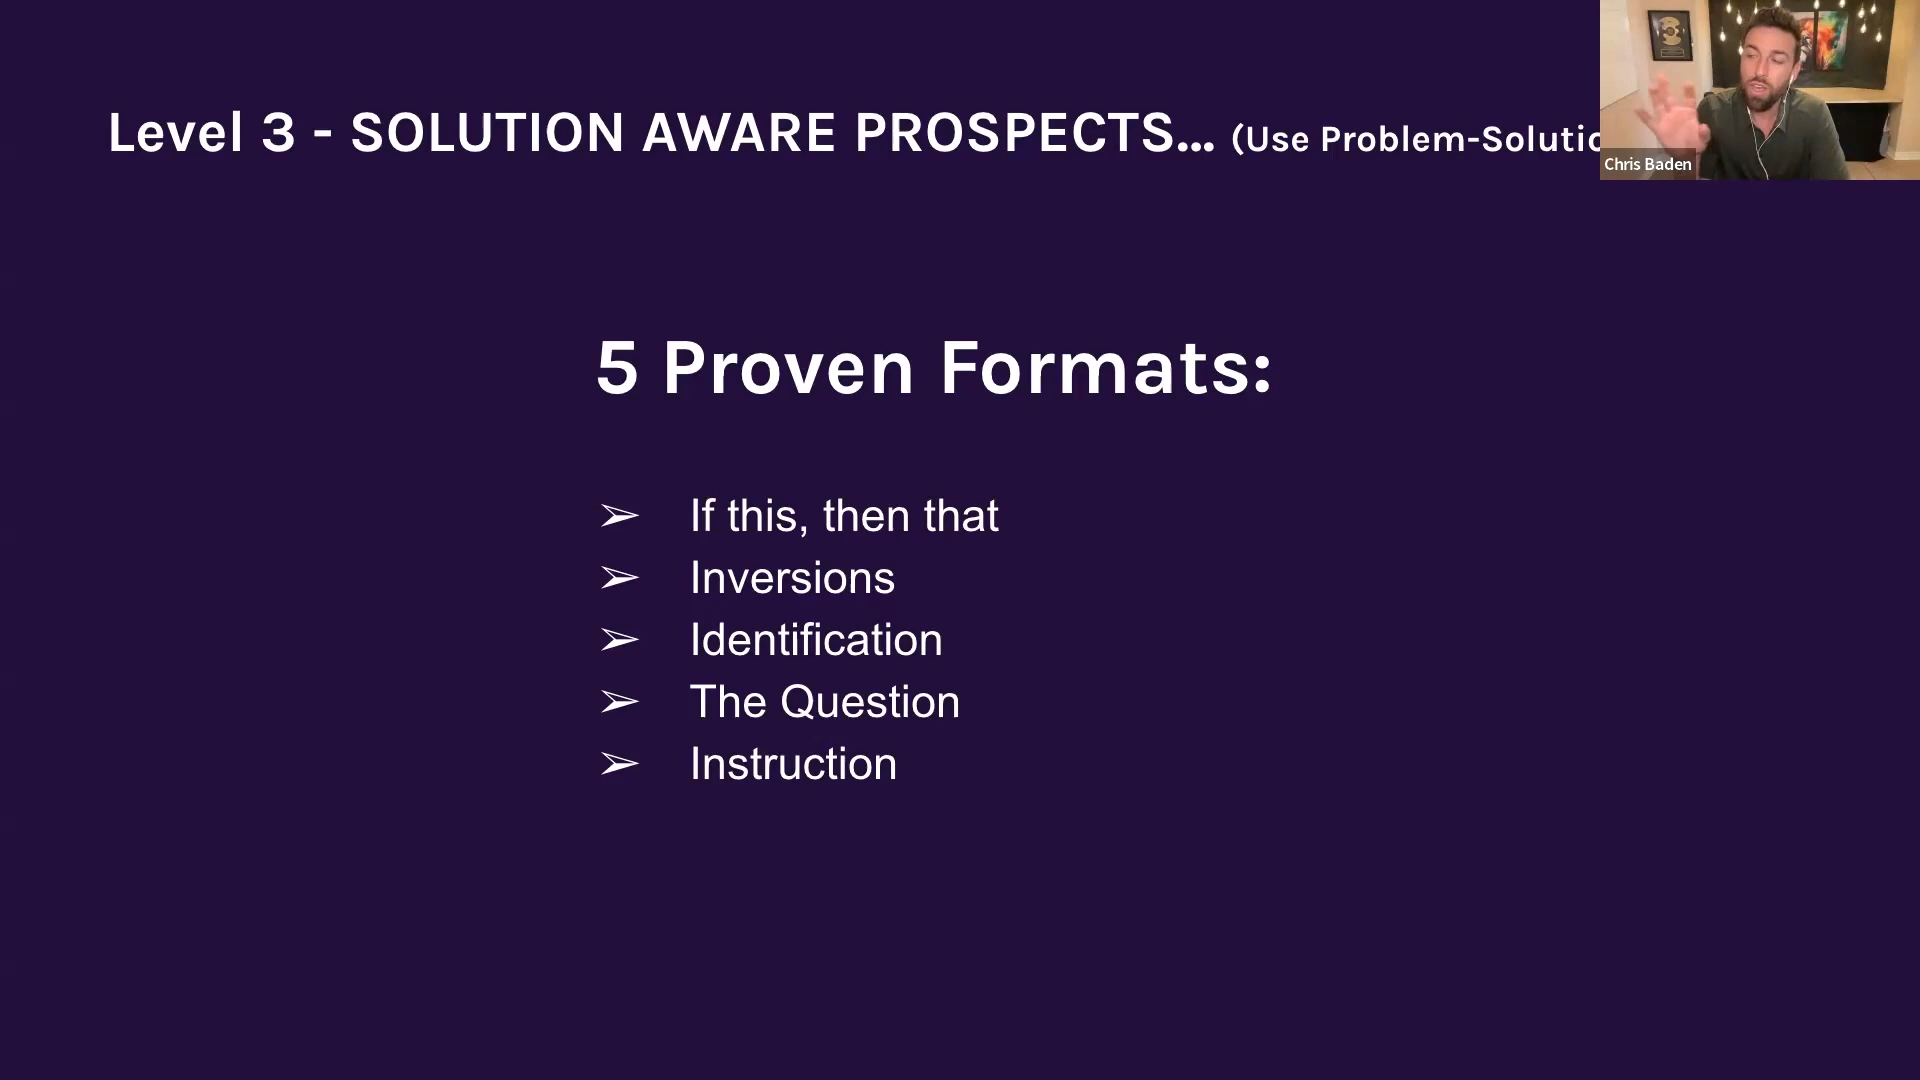 Level 3 - SOLUTION AWARE PROSPECTS... (Use Problem-Solutio
Chris Baden
5 Proven Formats:
➢ If this, then that
➢ Inversions
➢ Identification
➢ The Question
➢ Instruction